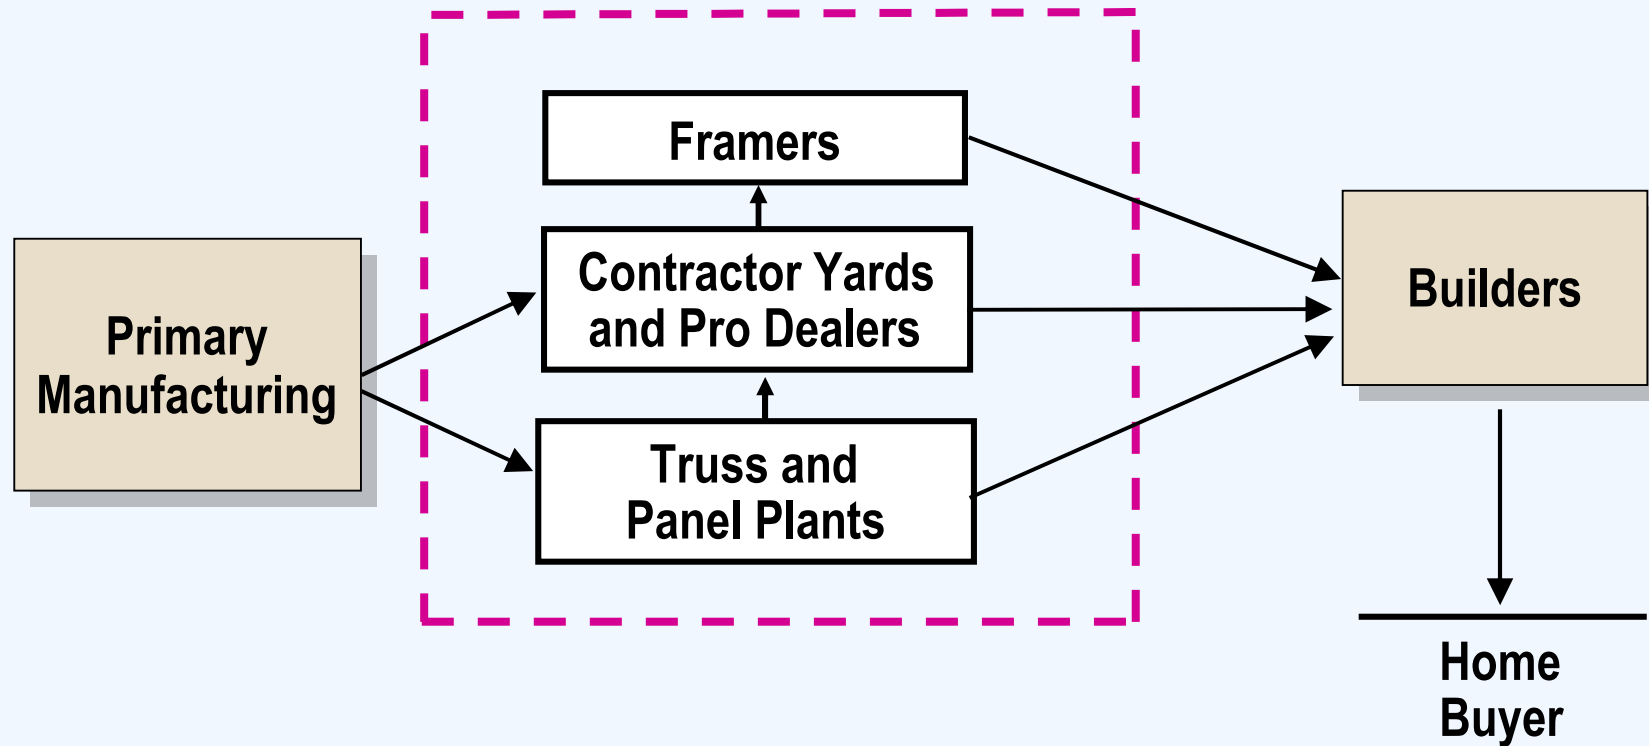 Framers
Contractor Yards
and Pro Dealers
Primary
Manufacturing
Truss and
Panel Plants
Builders
Home
Buyer